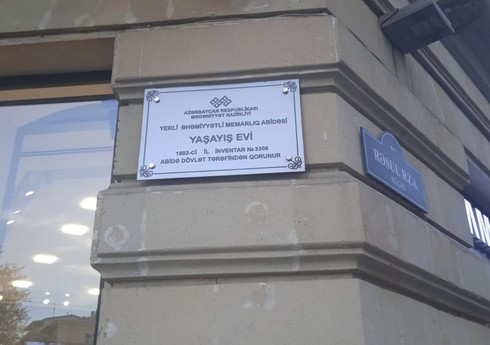 AZƏRBAYCAN RESPUBLİKASI
MƏDƏNİYYƏT NAZİRLİYİ
YERLİ ƏHƏMİYYƏTLİ MEMARLIQ ABİDƏSİ
YAŞAYIŞ EVİ
1892-Cİ İL İNVENTAR № 3306
ABİDƏ DÖVLƏT TƏRƏFİNDƏN QORUNUR
RƏSUL RZA
KÜÇƏSİ